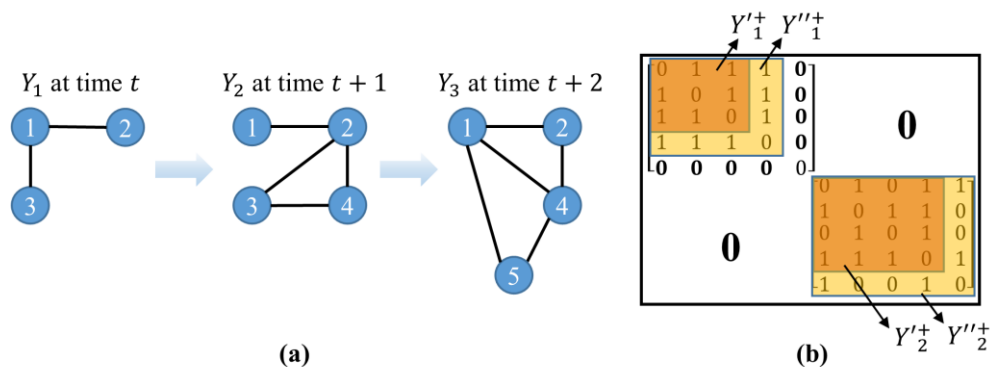 Y₁ at time t
Y₂ at time t + 1
Y₃ at time t + 2
1 2
3
1 2
3 4
1 2
4
5
(a)
Y′₁⁺ Y′′₁⁺
0 1 1 1 0
1 0 1 1 0
1 1 0 1 0
1 1 1 0 0
0 0 0 0 0
0
0
0 1 0 1 1
1 0 1 1 0
0 1 0 1 0
1 1 1 0 1
1 0 0 1 0
Y′₂⁺ Y′′₂⁺
(b)